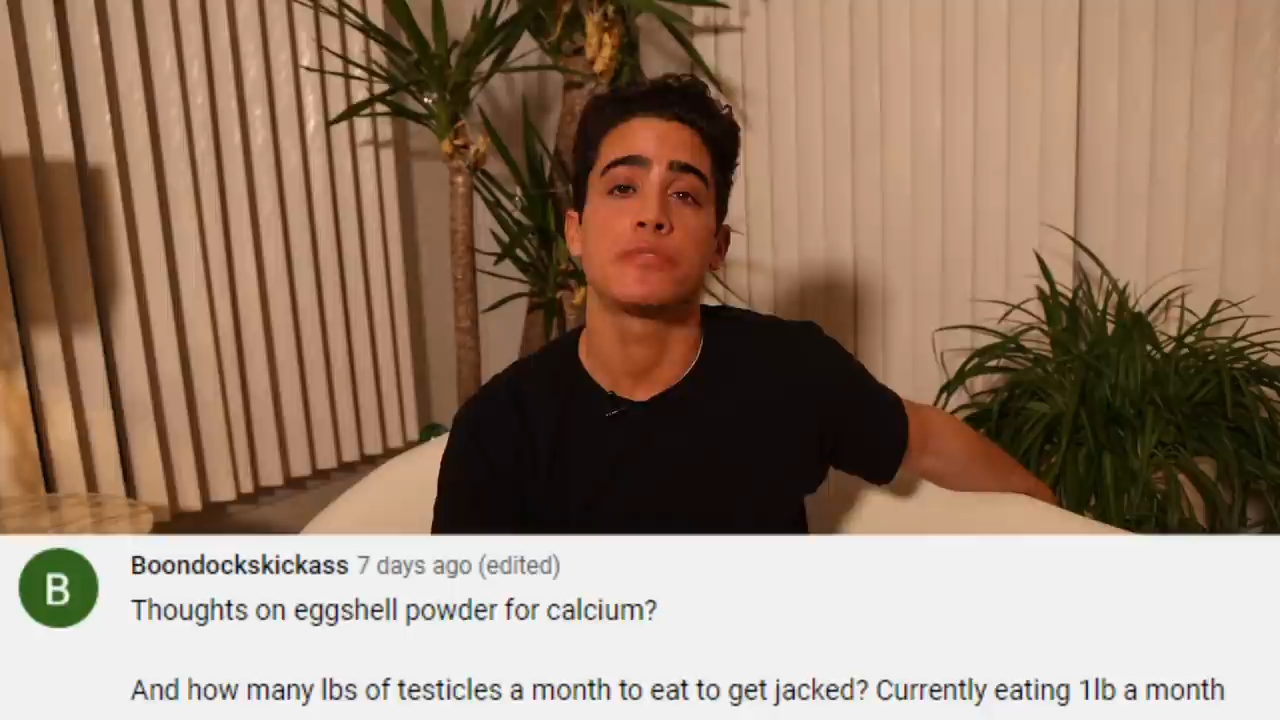 B
Boondockskickass 7 days ago (edited)
Thoughts on eggshell powder for calcium?
And how many lbs of testicles a month to eat to get jacked? Currently eating 1lb a month